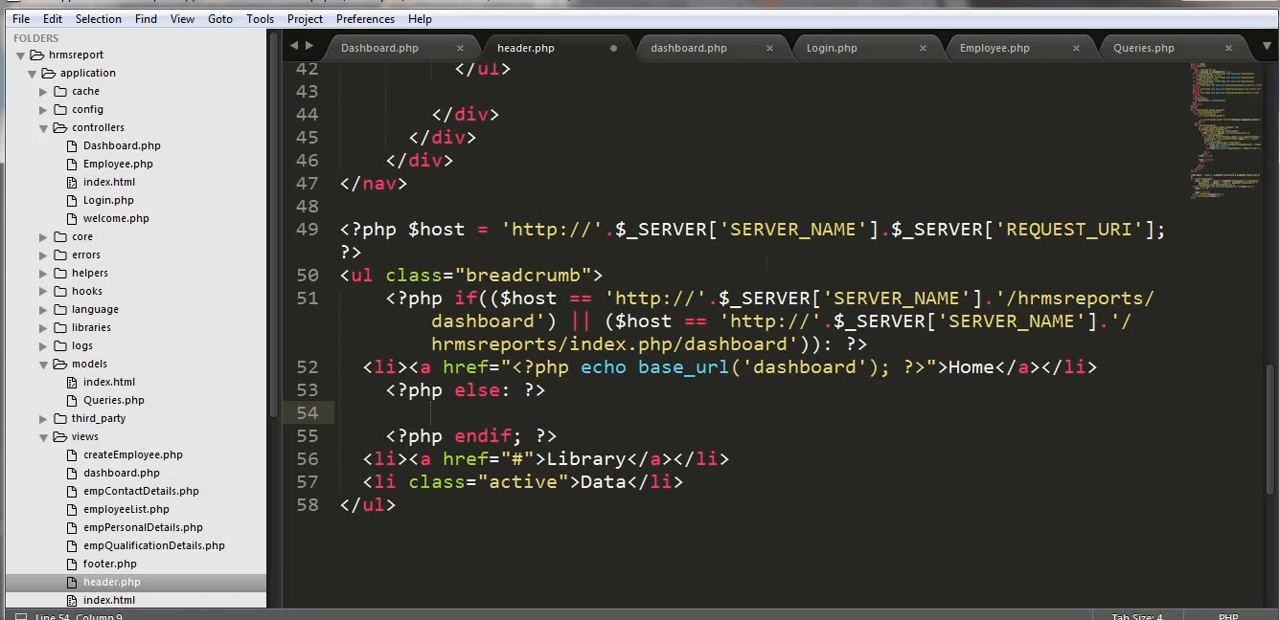 File Edit Selection Find View Goto Tools Project Preferences Help
FOLDERS
hrmsreport
application
cache
config
controllers
Dashboard.php
Employee.php
index.html
Login.php
welcome.php
core
errors
helpers
hooks
language
libraries
logs
models
index.html
Queries.php
third_party
views
createEmployee.php
dashboard.php
empContactDetails.php
employeeList.php
empPersonalDetails.php
empQualificationDetails.php
footer.php
header.php
index.html
Dashboard.php header.php dashboard.php Login.php Employee.php Queries.php
42 </ul>
43
44 </div>
45 </div>
46 </div>
47 </nav>
48
49 <?php $host = 'http://'.$_SERVER['SERVER_NAME'].$_SERVER['REQUEST_URI'];
?>
50 <ul class="breadcrumb">
51 <?php if(($host == 'http://'.$_SERVER['SERVER_NAME'].'/hrmsreports/
dashboard') || ($host == 'http://'.$_SERVER['SERVER_NAME'].'/
hrmsreports/index.php/dashboard')): ?>
52 <li><a href="<?php echo base_url('dashboard'); ?>">Home</a></li>
53 <?php else: ?>
54
55 <?php endif; ?>
56 <li><a href="#">Library</a></li>
57 <li class="active">Data</li>
58 </ul>
Line 54, Column 9 Tab Size: 4 PHP